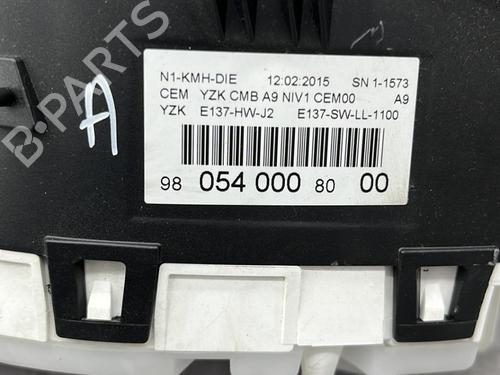 N1-KMH-DIE 12:02:2015 SN 1-1573
CEM YZK CMB A9 NIV1 CEM00 A9
YZK E137-HW-J2 E137-SW-LL-1100
98 054 000 80 00
A